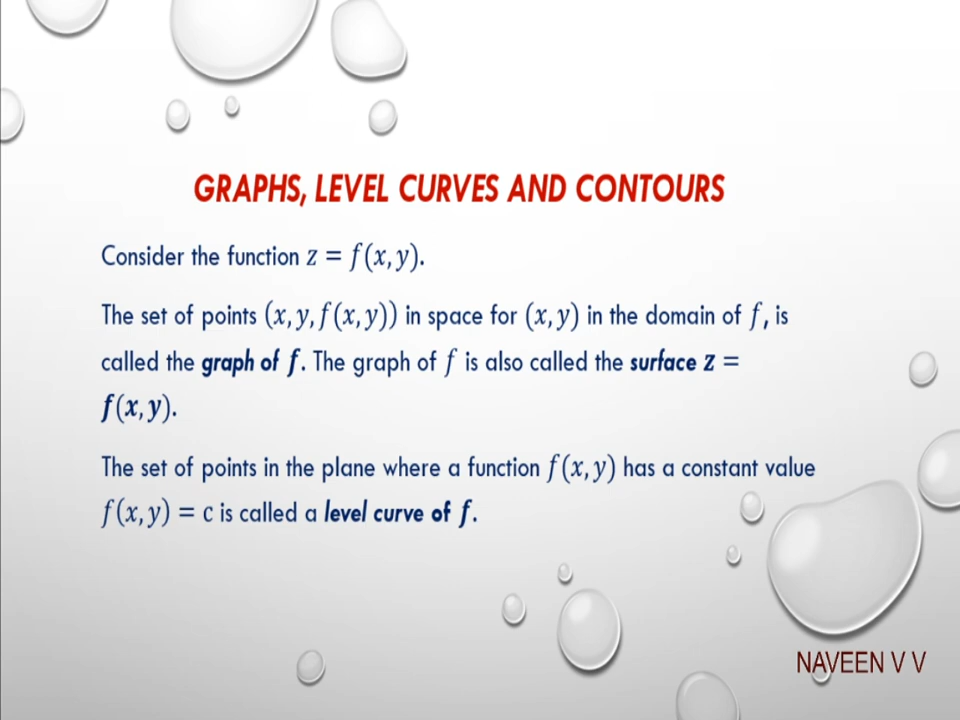 GRAPHS, LEVEL CURVES AND CONTOURS
Consider the function z = f(x, y).
The set of points (x, y, f(x, y)) in space for (x, y) in the domain of f, is
called the graph of f. The graph of f is also called the surface z =
f(x, y).
The set of points in the plane where a function f(x, y) has a constant value
f(x, y) = c is called a level curve of f.
NAVEEN V V